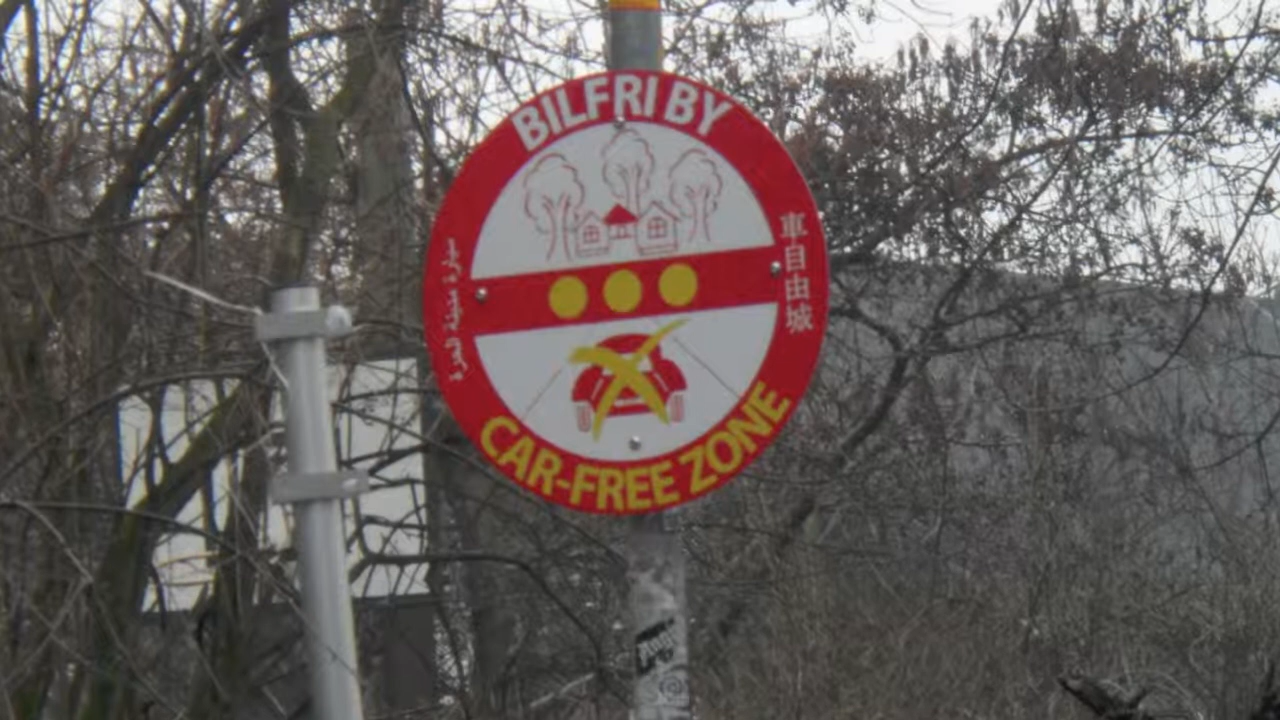 BILFRI BY
車自由城
CAR-FREE ZONE